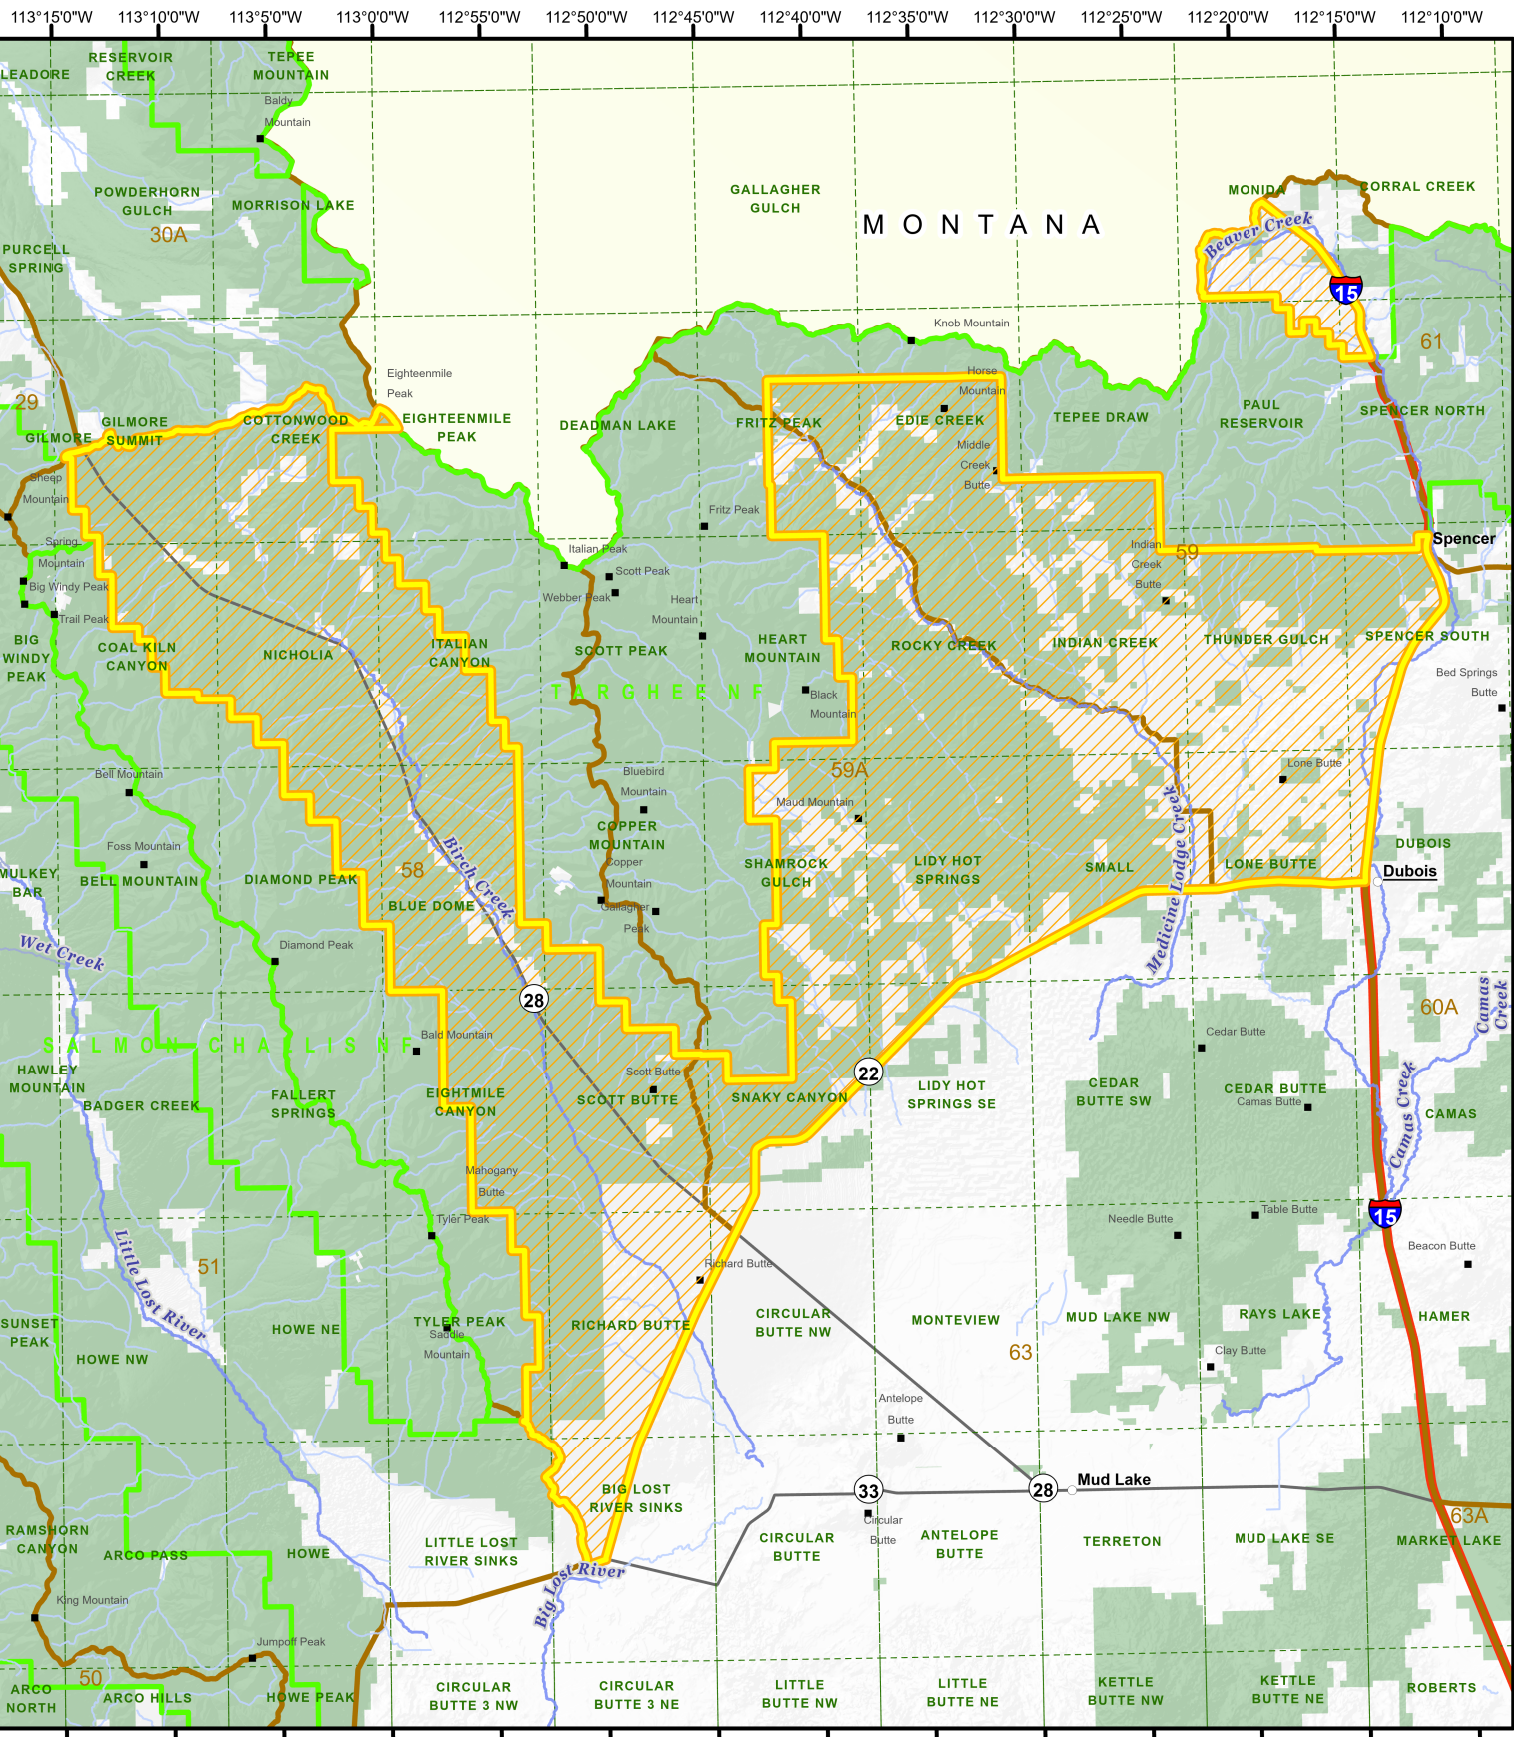 113°15'0"W 113°10'0"W 113°5'0"W 113°0'0"W 112°55'0"W 112°50'0"W 112°45'0"W 112°40'0"W 112°35'0"W 112°30'0"W 112°25'0"W 112°20'0"W 112°15'0"W 112°10'0"W
LEADORE
RESERVOIR
CREEK
TEPEE
MOUNTAIN
Baldy
Mountain
POWDERHORN
GULCH
MORRISON LAKE
30A
PURCELL
SPRING
GALLAGHER
GULCH
MONTANA
MONIDA
CORRAL CREEK
Beaver Creek
15
61
Knob Mountain
Horse
Mountain
Eighteenmile
Peak
29
GILMORE
GILMORE
SUMMIT
COTTONWOOD
CREEK
EIGHTEENMILE
PEAK
DEADMAN LAKE
FRITZ PEAK
EDIE CREEK
TEPEE DRAW
PAUL
RESERVOIR
SPENCER NORTH
Middle
Creek
Butte
Sheep
Mountain
Fritz Peak
Spring
Mountain
Italian Peak
Scott Peak
Webber Peak
Heart
Mountain
Big Windy Peak
Trail Peak
Indian
Creek
Butte
59
Spencer
BIG
WINDY
PEAK
COAL KILN
CANYON
NICHOLIA
ITALIAN
CANYON
SCOTT PEAK
HEART
MOUNTAIN
ROCKY CREEK
INDIAN CREEK
THUNDER GULCH
SPENCER SOUTH
TARGHEE NF
Black
Mountain
Bed Springs
Butte
Bell Mountain
Bluebird
Mountain
59A
Maud Mountain
Lone Butte
Medicine Lodge Creek
Foss Mountain
COPPER
MOUNTAIN
Copper
Mountain
Gallagher
Peak
MULKEY
BAR
BELL MOUNTAIN
DIAMOND PEAK
58
Birch Creek
BLUE DOME
SHAMROCK
GULCH
LIDY HOT
SPRINGS
SMALL
LONE BUTTE
DUBOIS
Dubois
Wet Creek
Diamond Peak
28
60A
Camas
Creek
SALMON CHALLIS NF
Bald Mountain
Cedar Butte
HAWLEY
MOUNTAIN
BADGER CREEK
FALLERT
SPRINGS
EIGHTMILE
CANYON
Scott Butte
SCOTT BUTTE
SNAKY CANYON
22
LIDY HOT
SPRINGS SE
CEDAR
BUTTE SW
CEDAR BUTTE
Camas Butte
CAMAS
Camas Creek
Mahogany
Butte
Tyler Peak
Little Lost River
51
Needle Butte
Table Butte
15
Beacon Butte
Richard Butte
SUNSET
PEAK
HOWE NW
HOWE NE
TYLER PEAK
Saddle
Mountain
RICHARD BUTTE
CIRCULAR
BUTTE NW
MONTEVIEW
63
MUD LAKE NW
RAYS LAKE
HAMER
Clay Butte
Antelope
Butte
BIG LOST
RIVER SINKS
33
28
Mud Lake
Circular
Butte
63A
RAMSHORN
CANYON
ARCO PASS
HOWE
LITTLE LOST
RIVER SINKS
Big Lost River
CIRCULAR
BUTTE
ANTELOPE
BUTTE
TERRETON
MUD LAKE SE
MARKET LAKE
King Mountain
Jumpoff Peak
50
ARCO
NORTH
ARCO HILLS
HOWE PEAK
CIRCULAR
BUTTE 3 NW
CIRCULAR
BUTTE 3 NE
LITTLE
BUTTE NW
LITTLE
BUTTE NE
KETTLE
BUTTE NW
KETTLE
BUTTE NE
ROBERTS